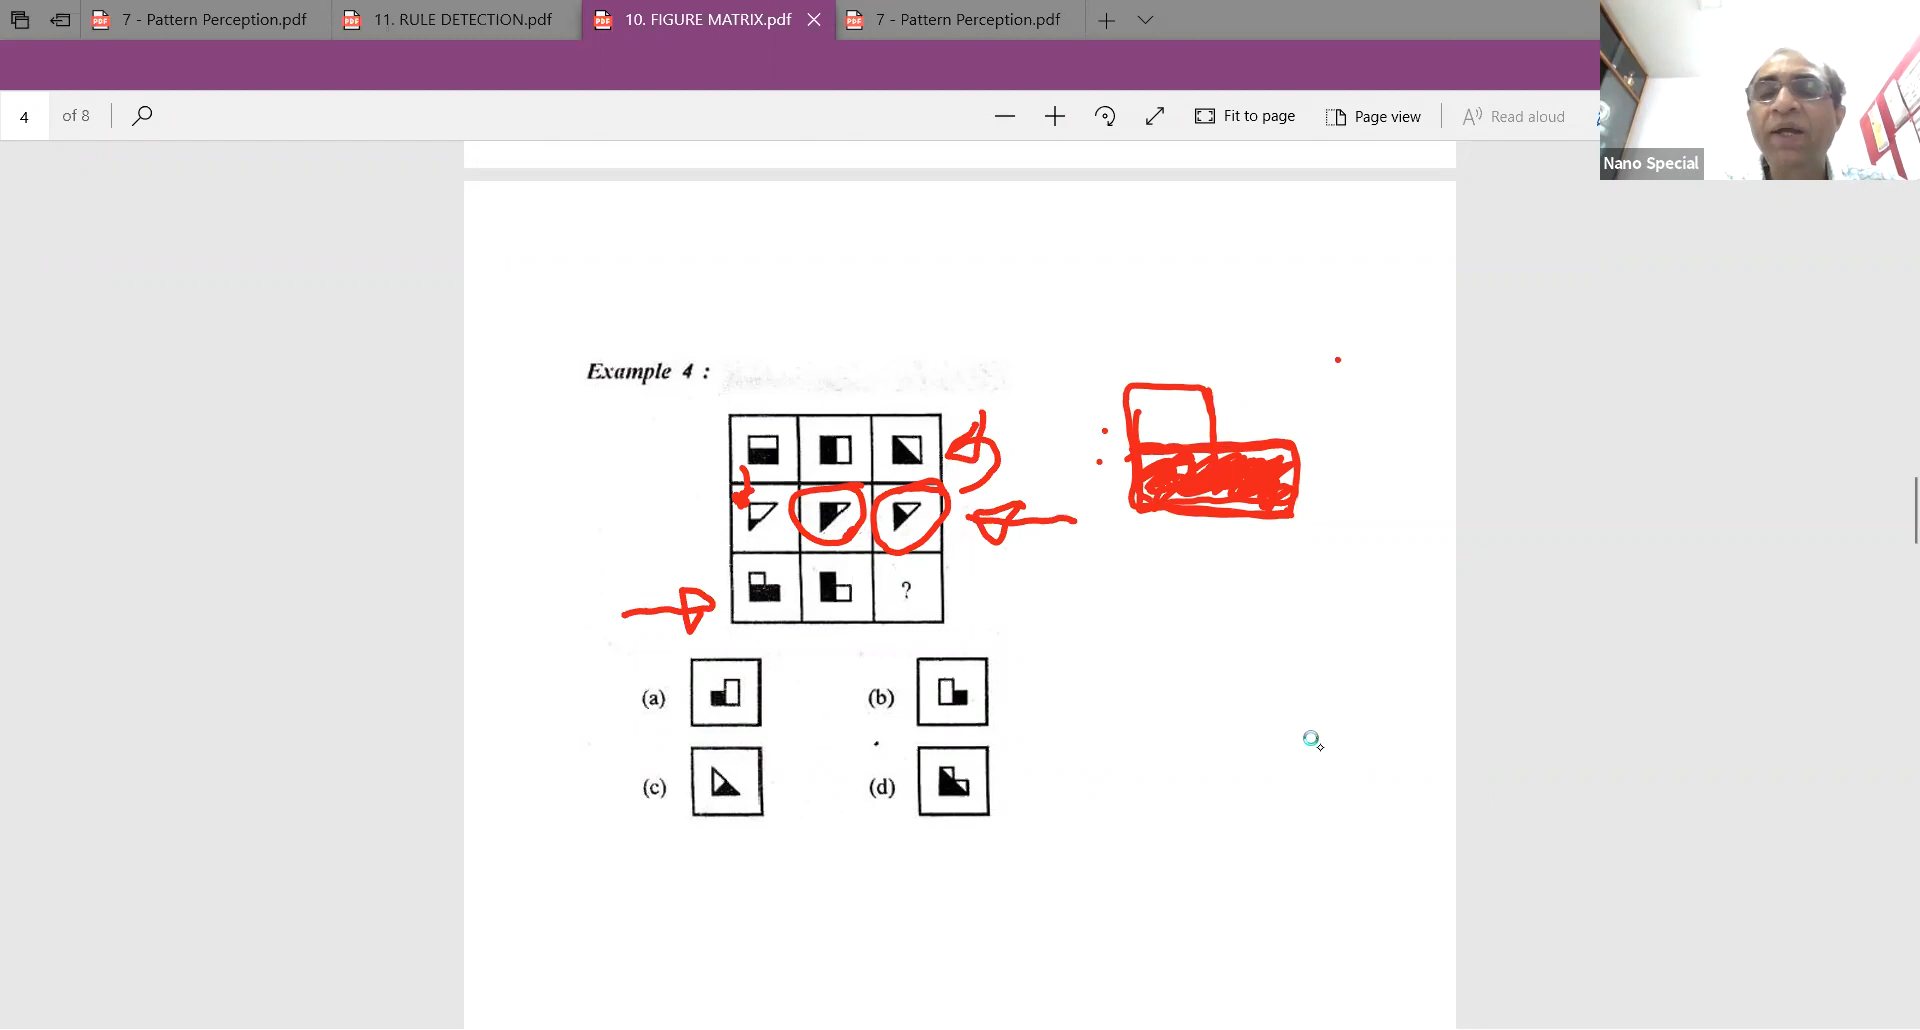 7 - Pattern Perception.pdf
11. RULE DETECTION.pdf
10. FIGURE MATRIX.pdf
7 - Pattern Perception.pdf
4 of 8
Fit to page
Page view
Read aloud
Nano Special
Example 4 :
?
(a)
(b)
(c)
(d)